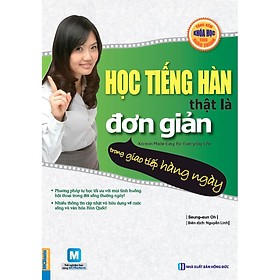 KHÓA HỌC
HỌC TIẾNG HÀN
thật là
đơn giản
Korean Made Easy for Everyday Life
trong giao tiếp hàng ngày
• Phương pháp tự học tối ưu với mọi tình huống
hội thoại trong đời sống thường ngày!
• Nhiều thông tin cập nhật và hữu dụng về cuộc
sống và văn hóa Hàn Quốc!
| Seung-eun Oh |
| Biên dịch: Nguyễn Linh |
NHÀ XUẤT BẢN HỒNG ĐỨC